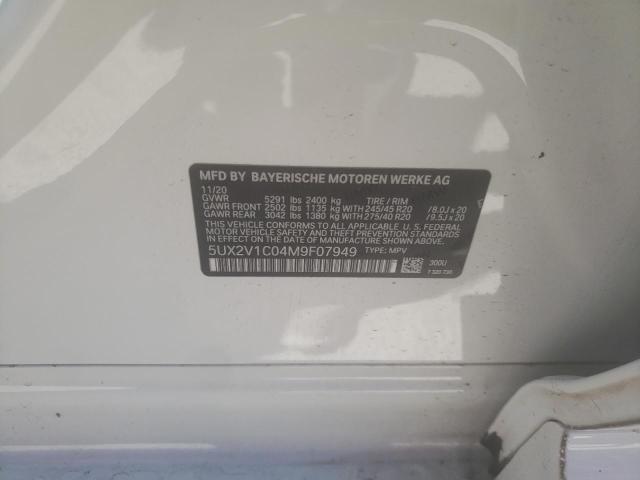 MFD BY BAYERISCHE MOTOREN WERKE AG
11/20
GVWR 5291 lbs 2400 kg TIRE / RIM
GAWR FRONT 2502 lbs 1135 kg WITH 245/45 R20 / 8.0J x 20
GAWR REAR 3042 lbs 1380 kg WITH 275/40 R20 / 9.5J x 20
THIS VEHICLE CONFORMS TO ALL APPLICABLE U. S. FEDERAL
MOTOR VEHICLE SAFETY, BUMPER, AND THEFT PREVENTION
STANDARDS IN EFFECT ON THE DATE OF MANUFACTURE SHOWN ABOVE.
5UX2V1C04M9F07949 TYPE: MPV
300U